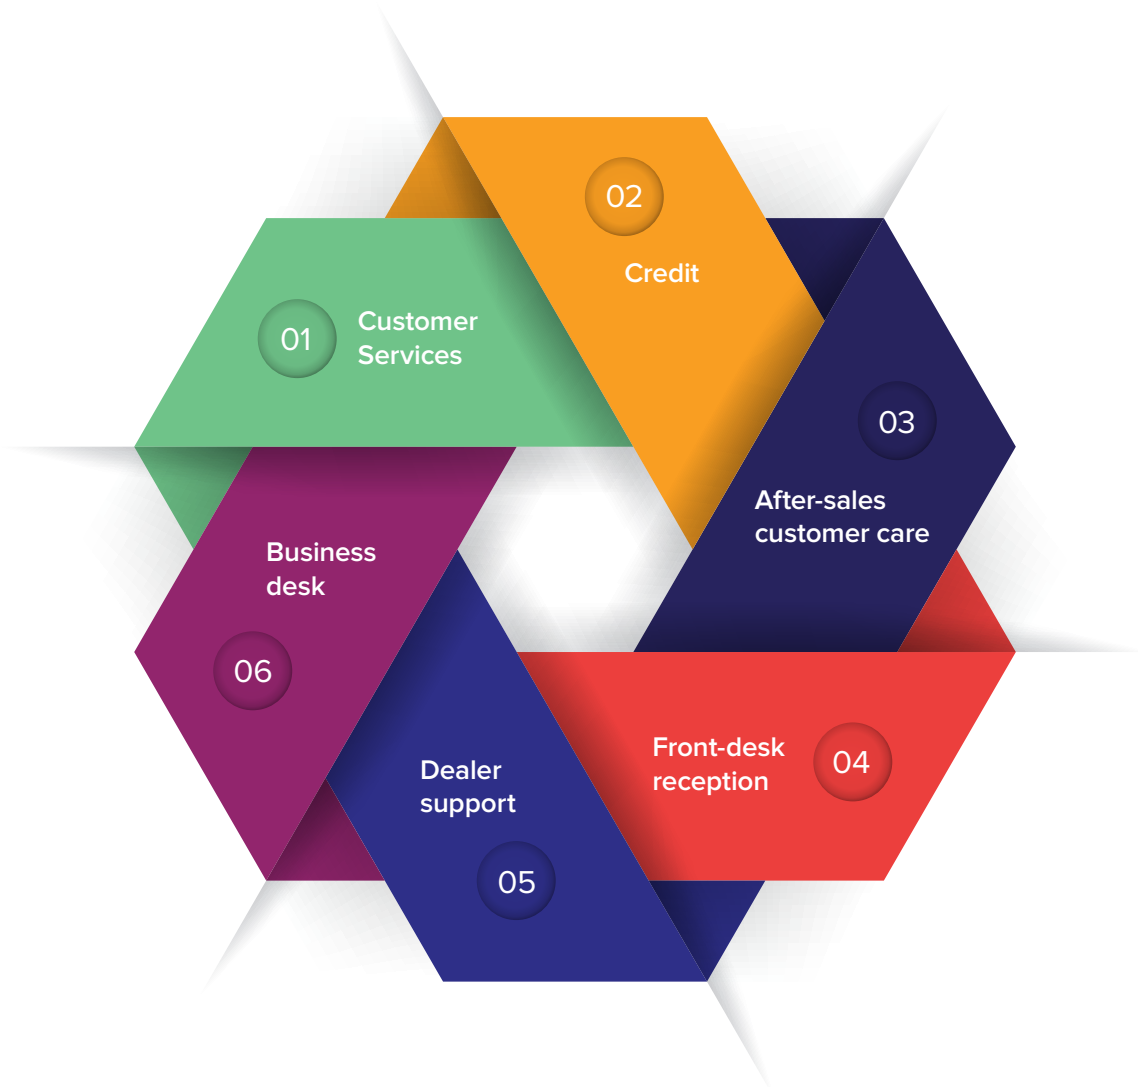 01
Customer
Services
02
Credit
03
After-sales
customer care
04
Front-desk
reception
05
Dealer
support
06
Business
desk